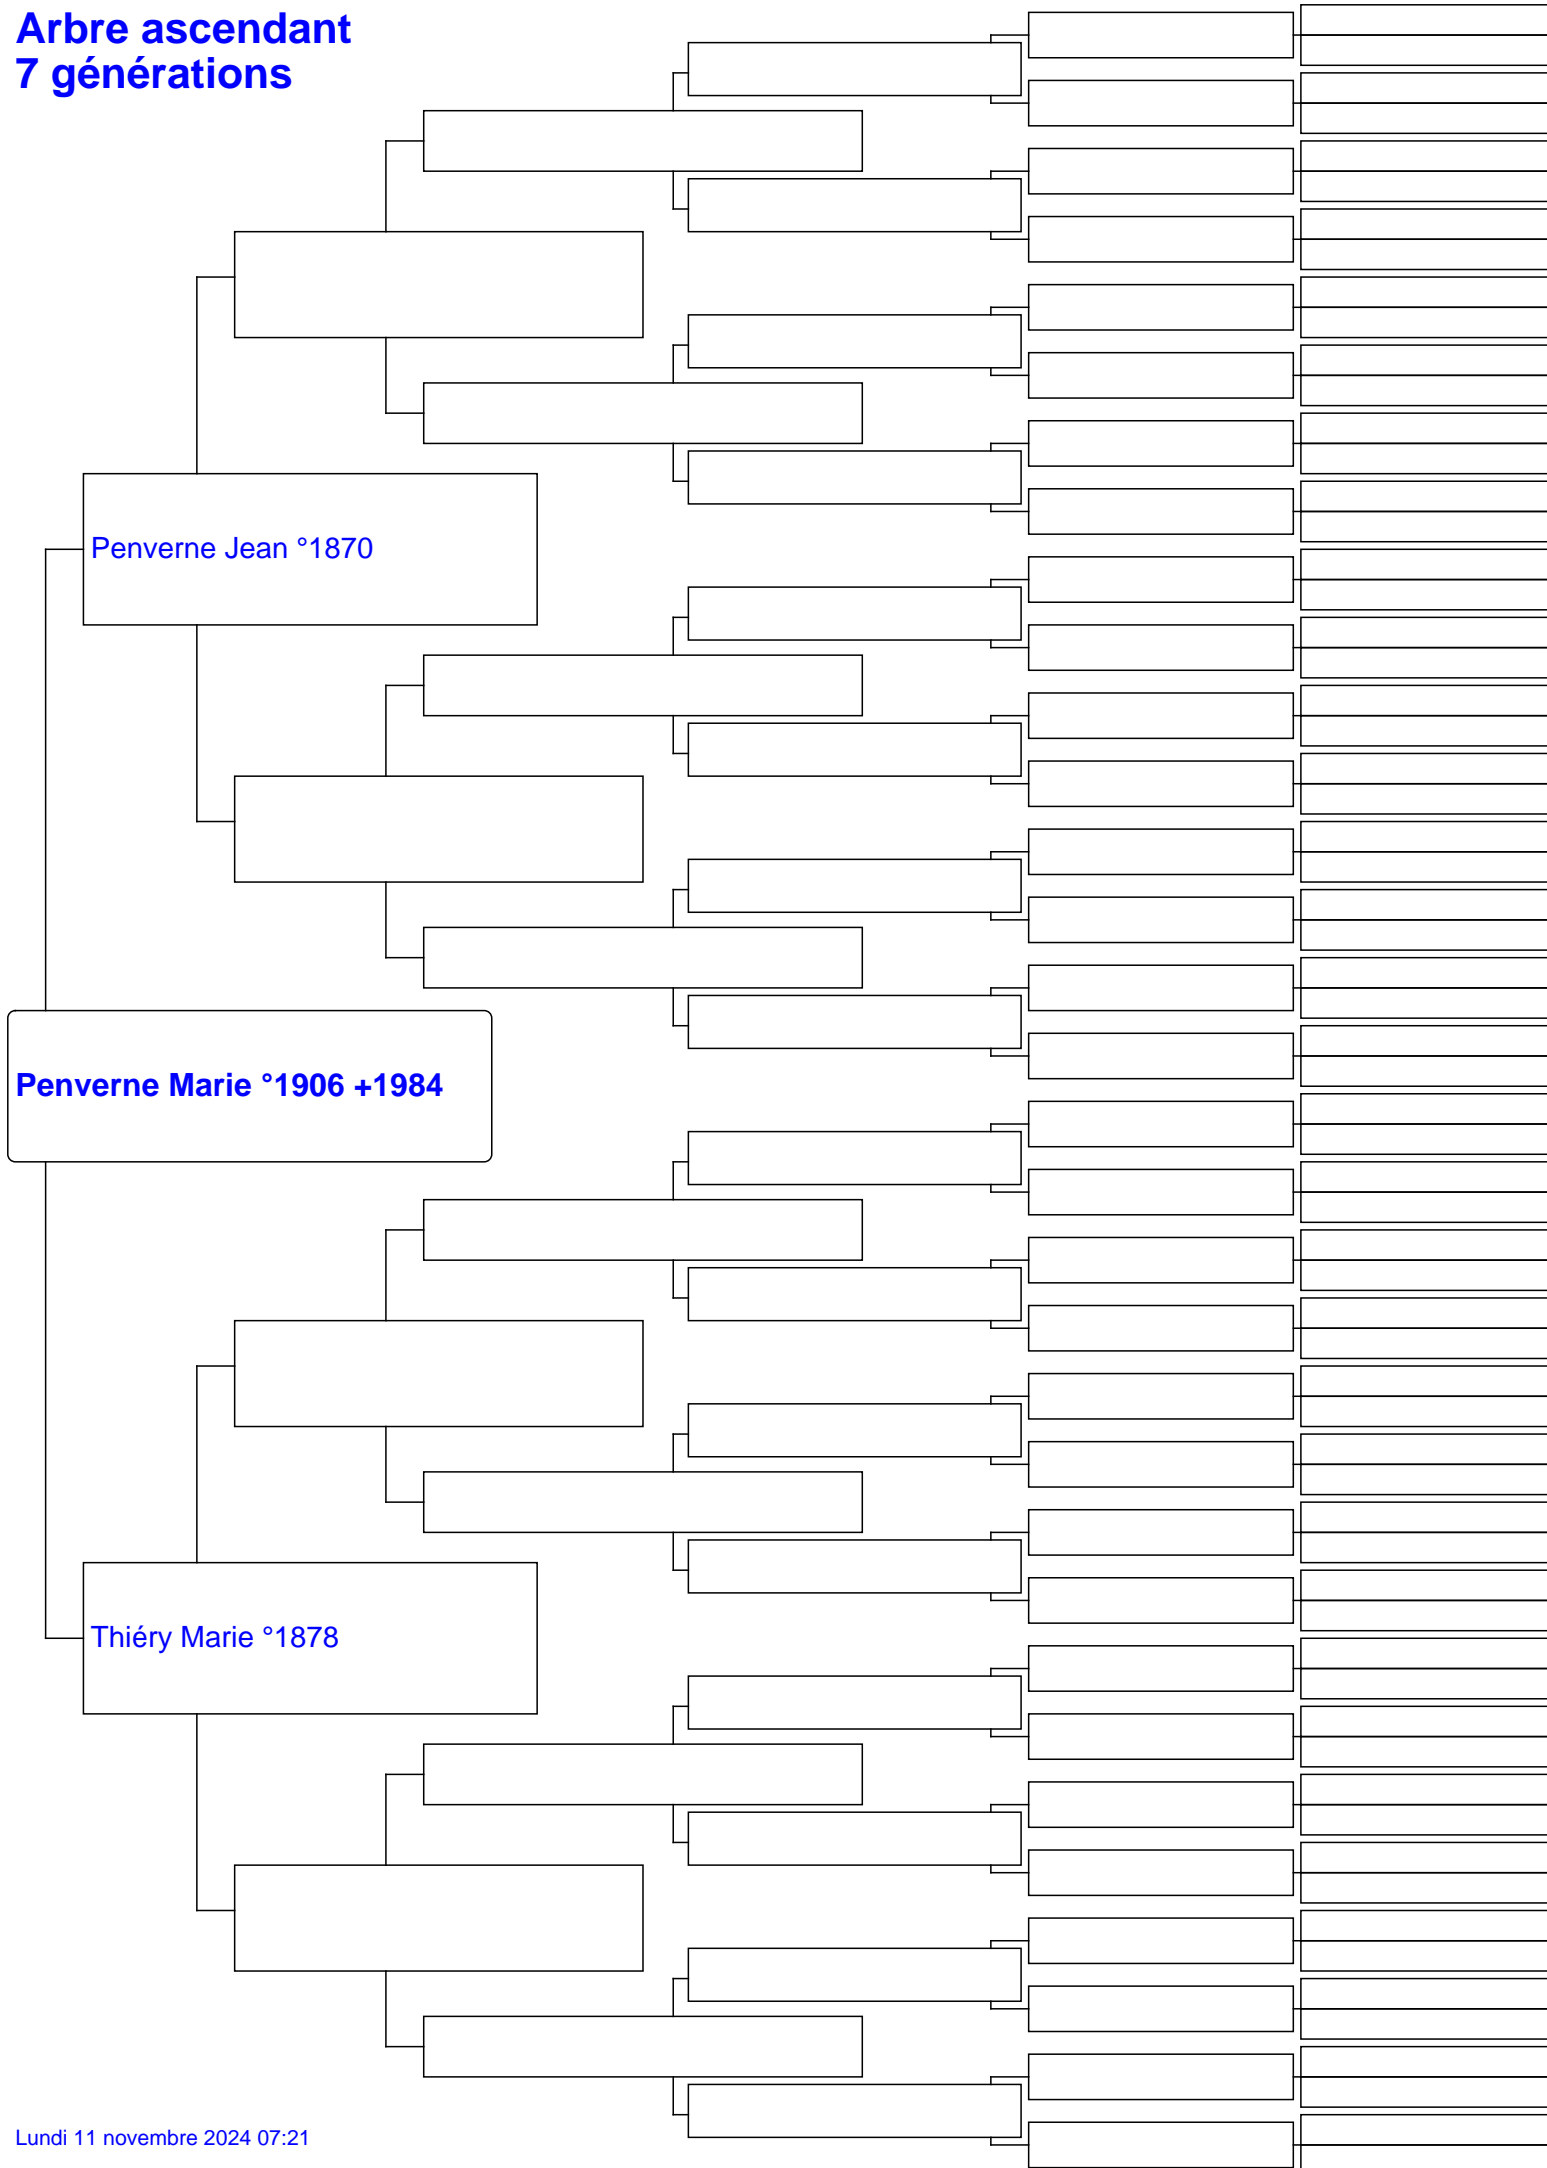 Arbre ascendant
7 générations
Penverne Jean °1870
Penverne Marie °1906 +1984
Thiéry Marie °1878
Lundi 11 novembre 2024 07:21